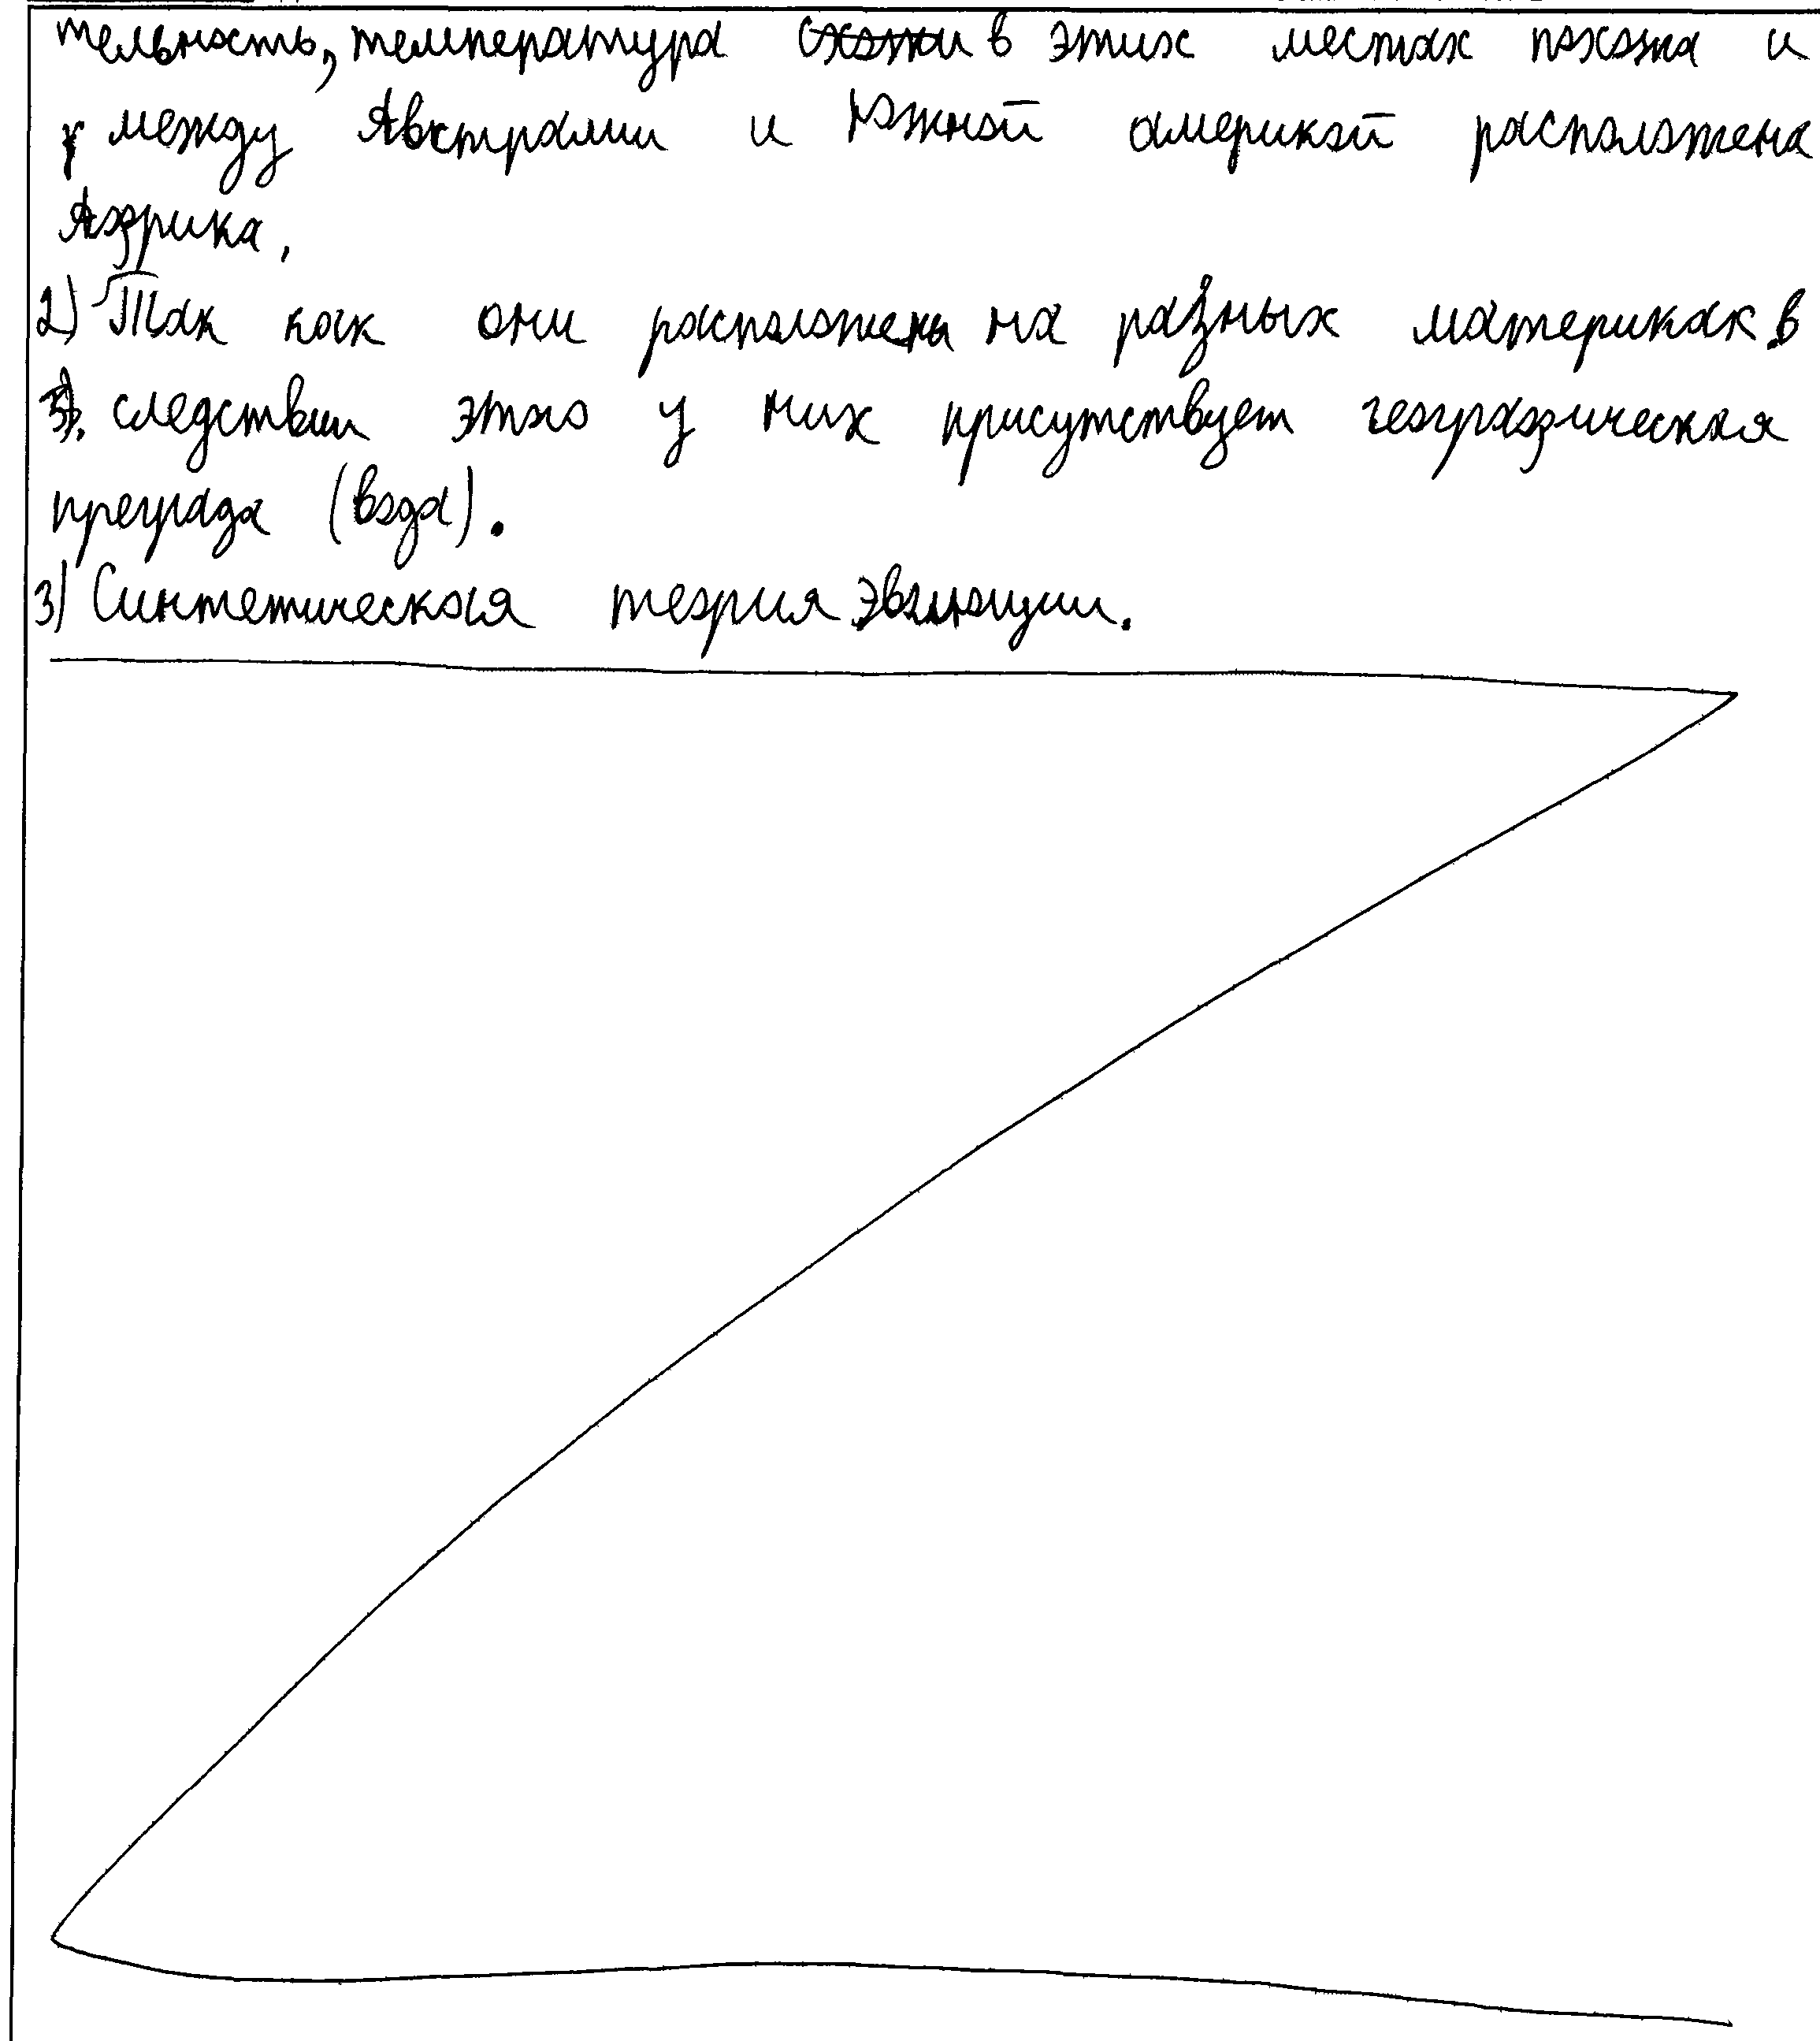 тельность, температура схожи в этих местах похожа и
между Австралии и Южной америкой расположена
Африка.
2) Так как они расположены на разных материках в
следствии этого у них присутствует географическая
преграда (вода).
3) Синтетическая теория эволюции.